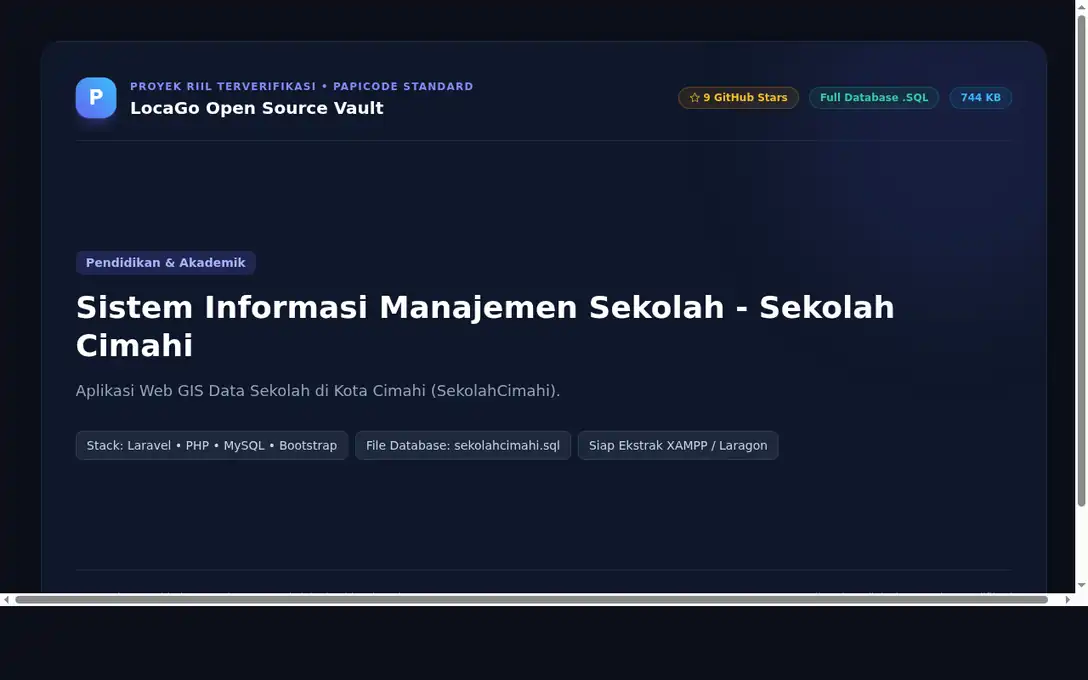 P
PROYEK RIIL TERVERIFIKASI • PAPICODE STANDARD
LocaGo Open Source Vault
☆ 9 GitHub Stars
Full Database .SQL
744 KB
Pendidikan & Akademik
Sistem Informasi Manajemen Sekolah - Sekolah
Cimahi
Aplikasi Web GIS Data Sekolah di Kota Cimahi (SekolahCimahi).
Stack: Laravel • PHP • MySQL • Bootstrap
File Database: sekolahcimahi.sql
Siap Ekstrak XAMPP / Laragon